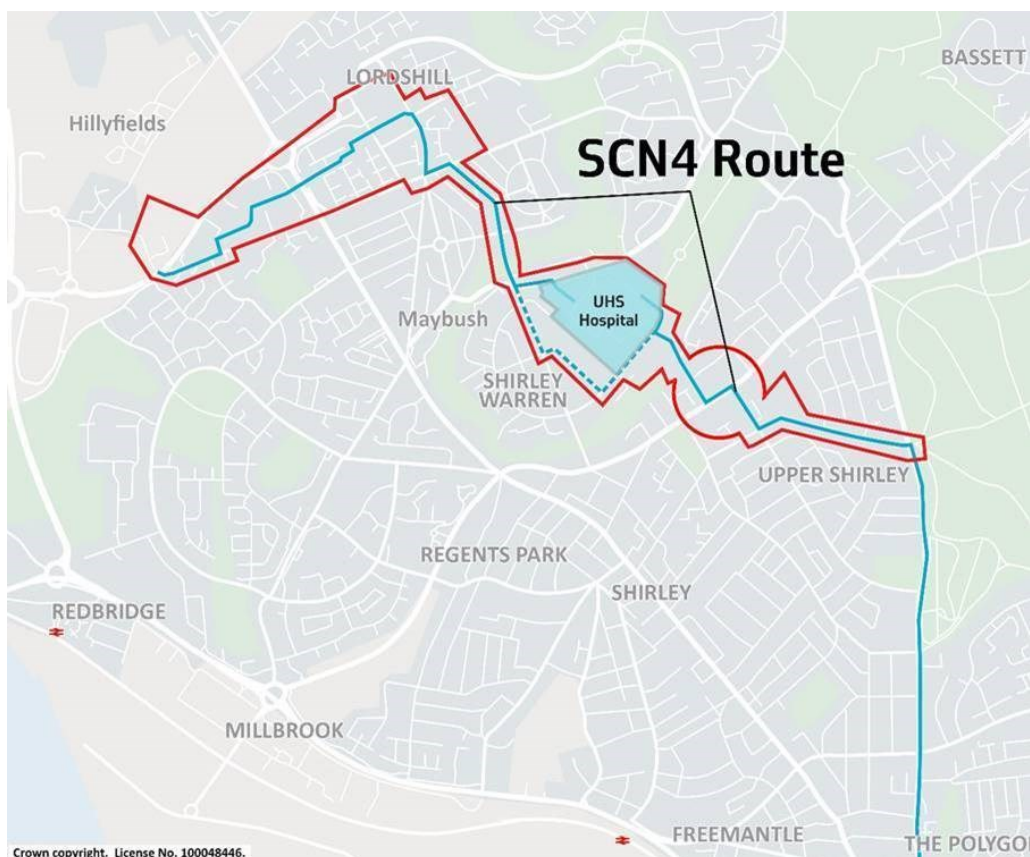 BASSETT
LORDSHILL
Hillyfields
SCN4 Route
UHS
Hospital
Maybush
SHIRLEY
WARREN
UPPER SHIRLEY
REGENTS PARK
SHIRLEY
REDBRIDGE
MILLBROOK
FREEMANTLE
THE POLYGO
Crown copyright. License No. 100048446.